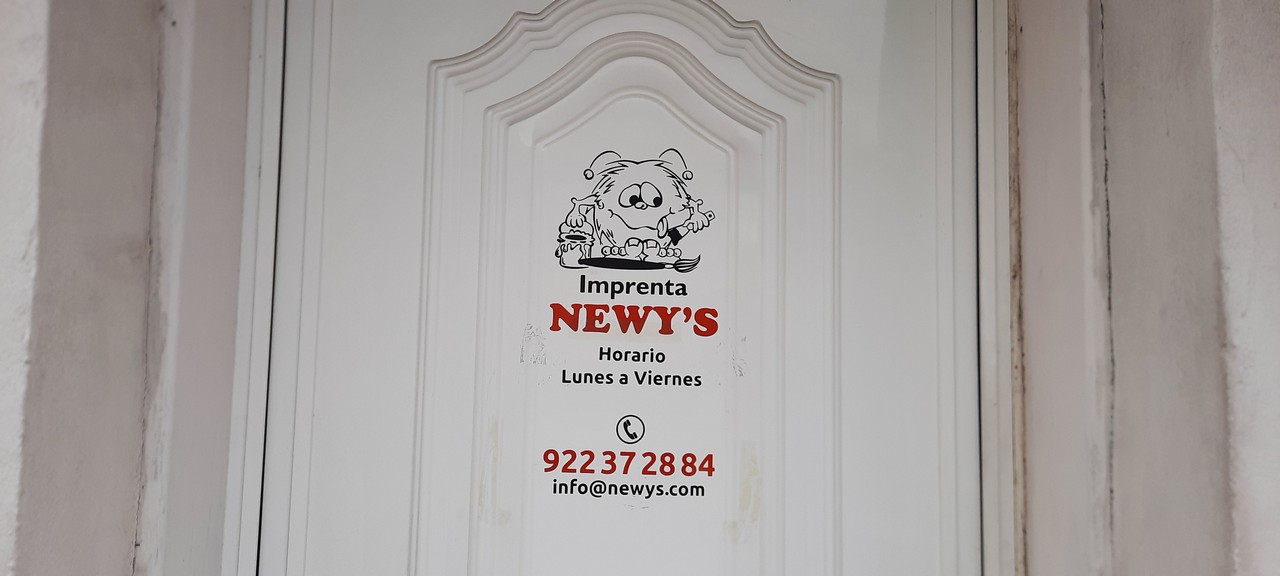 Imprenta
NEWY'S
Horario
Lunes a Viernes
922 37 28 84
info@newys.com